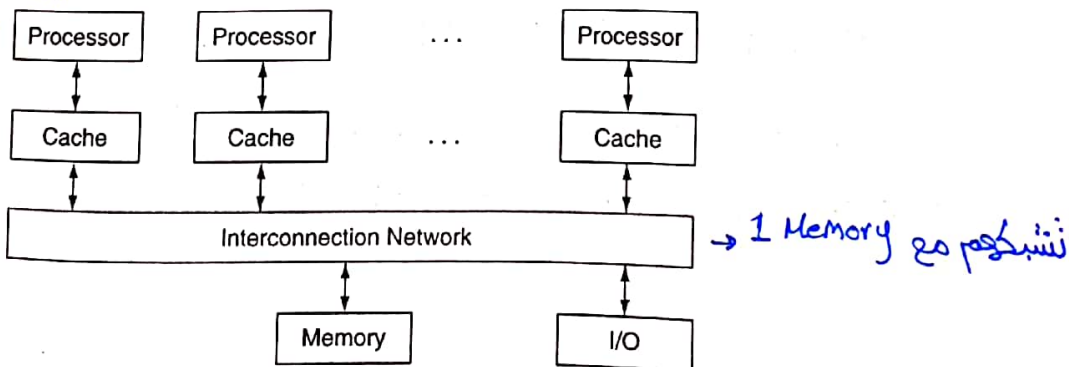 Processor Processor ... Processor
Cache Cache ... Cache
Interconnection Network
→ 1 Memory نشبكهم مع
Memory I/O